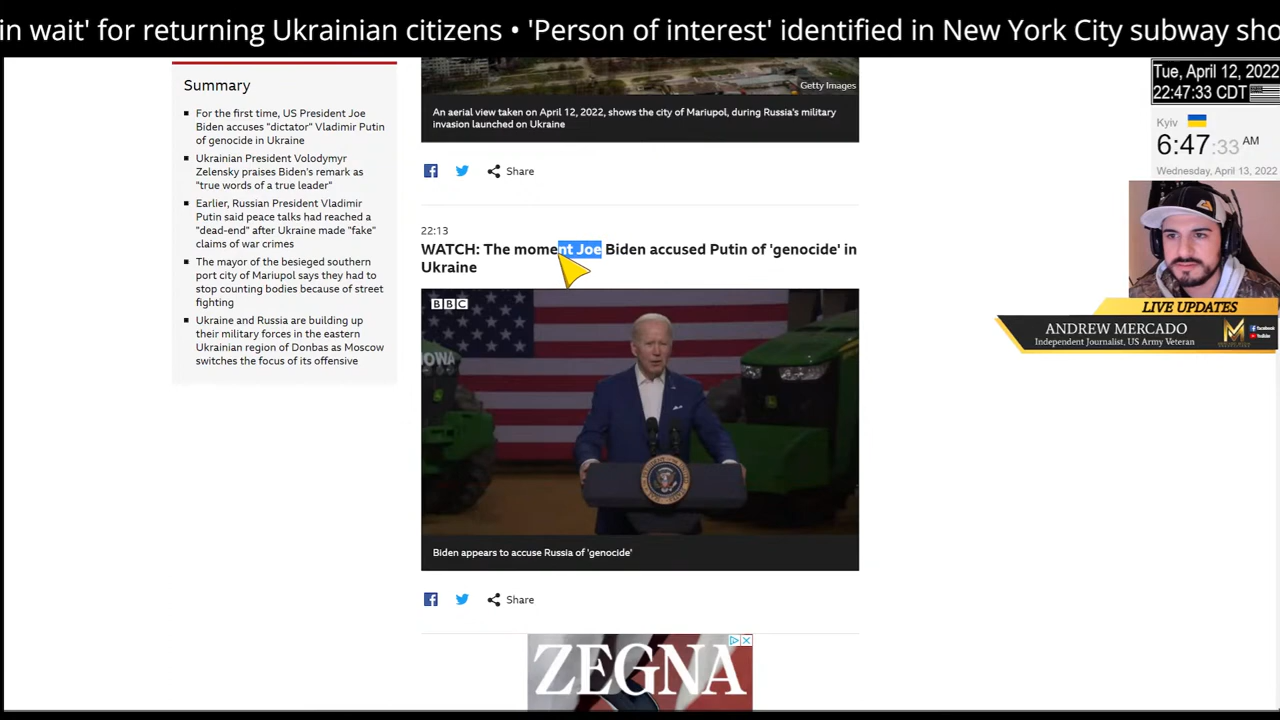 in wait' for returning Ukrainian citizens • 'Person of interest' identified in New York City subway sho
Summary
For the first time, US President Joe
Biden accuses "dictator" Vladimir Putin
of genocide in Ukraine
Ukrainian President Volodymyr
Zelensky praises Biden's remark as
"true words of a true leader"
Earlier, Russian President Vladimir
Putin said peace talks had reached a
"dead-end" after Ukraine made "fake"
claims of war crimes
The mayor of the besieged southern
port city of Mariupol says they had to
stop counting bodies because of street
fighting
Ukraine and Russia are building up
their military forces in the eastern
Ukrainian region of Donbas as Moscow
switches the focus of its offensive
Getty Images
An aerial view taken on April 12, 2022, shows the city of Mariupol, during Russia's military
invasion launched on Ukraine
Share
22:13
WATCH: The moment Joe Biden accused Putin of 'genocide' in
Ukraine
BBC
IOWA
Biden appears to accuse Russia of 'genocide'
Share
ZEGNA
Tue, April 12, 2022
22:47:33 CDT
Kyiv
6:47:33 AM
Wednesday, April 13, 2022
LIVE UPDATES
ANDREW MERCADO
Independent Journalist, US Army Veteran
Facebook
YouTube